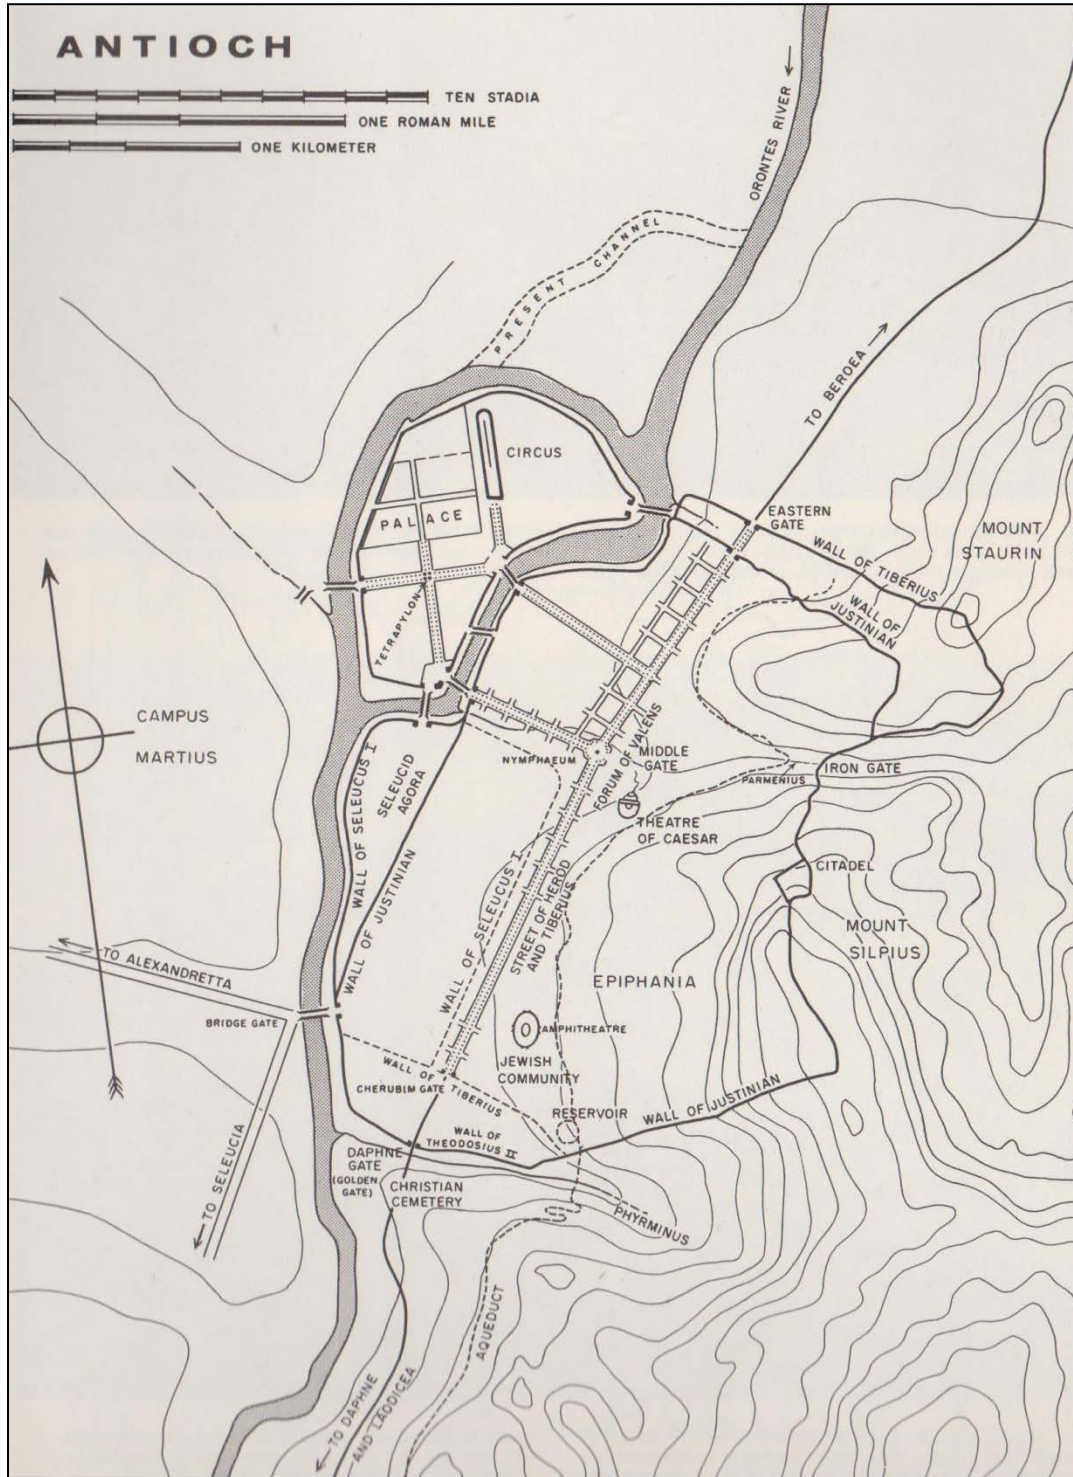 ANTIOCH
TEN STADIA
ONE ROMAN MILE
ONE KILOMETER
ORONTES RIVER
PRESENT CHANNEL
TO BEROEA
CIRCUS
PALACE
EASTERN
GATE
MOUNT
STAURIN
WALL OF TIBERIUS
WALL OF
JUSTINIAN
TETRAPYLON
CAMPUS
MARTIUS
WALL OF SELEUCUS I
SELEUCID
AGORA
NYMPHAEUM
FORUM OF VALENS
MIDDLE
GATE
PARMENIUS
IRON GATE
THEATRE
OF CAESAR
CITADEL
WALL OF JUSTINIAN
WALL OF SELEUCUS I
STREET OF HEROD
AND TIBERIUS
MOUNT
SILPIUS
EPIPHANIA
TO ALEXANDRETTA
BRIDGE GATE
AMPHITHEATRE
JEWISH
COMMUNITY
WALL OF TIBERIUS
CHERUBIM GATE
RESERVOIR
WALL OF JUSTINIAN
WALL OF
THEODOSIUS II
DAPHNE
GATE
(GOLDEN
GATE)
CHRISTIAN
CEMETERY
PHYRMINUS
TO SELEUCIA
AQUEDUCT
TO DAPHNE
AND LAODICEA